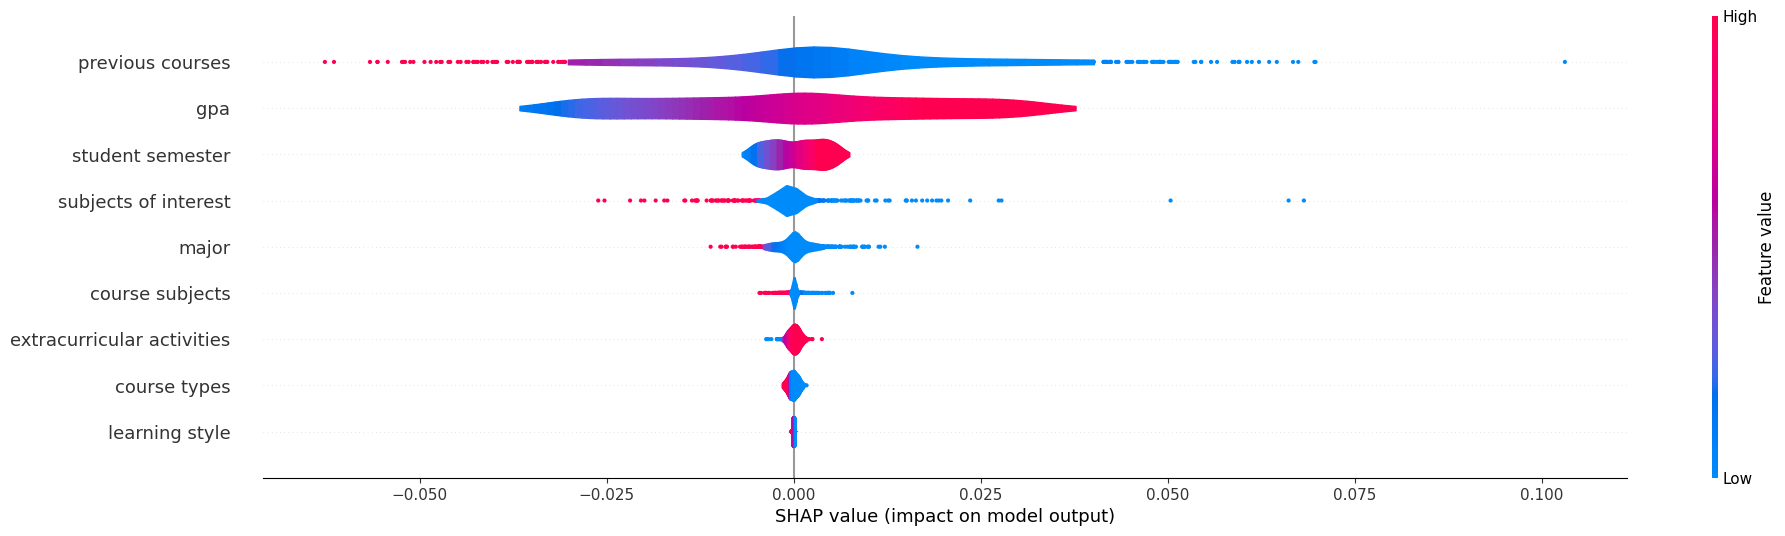 previous courses
gpa
student semester
subjects of interest
major
course subjects
extracurricular activities
course types
learning style
−0.050 −0.025 0.000 0.025 0.050 0.075 0.100
SHAP value (impact on model output)
High
Feature value
Low